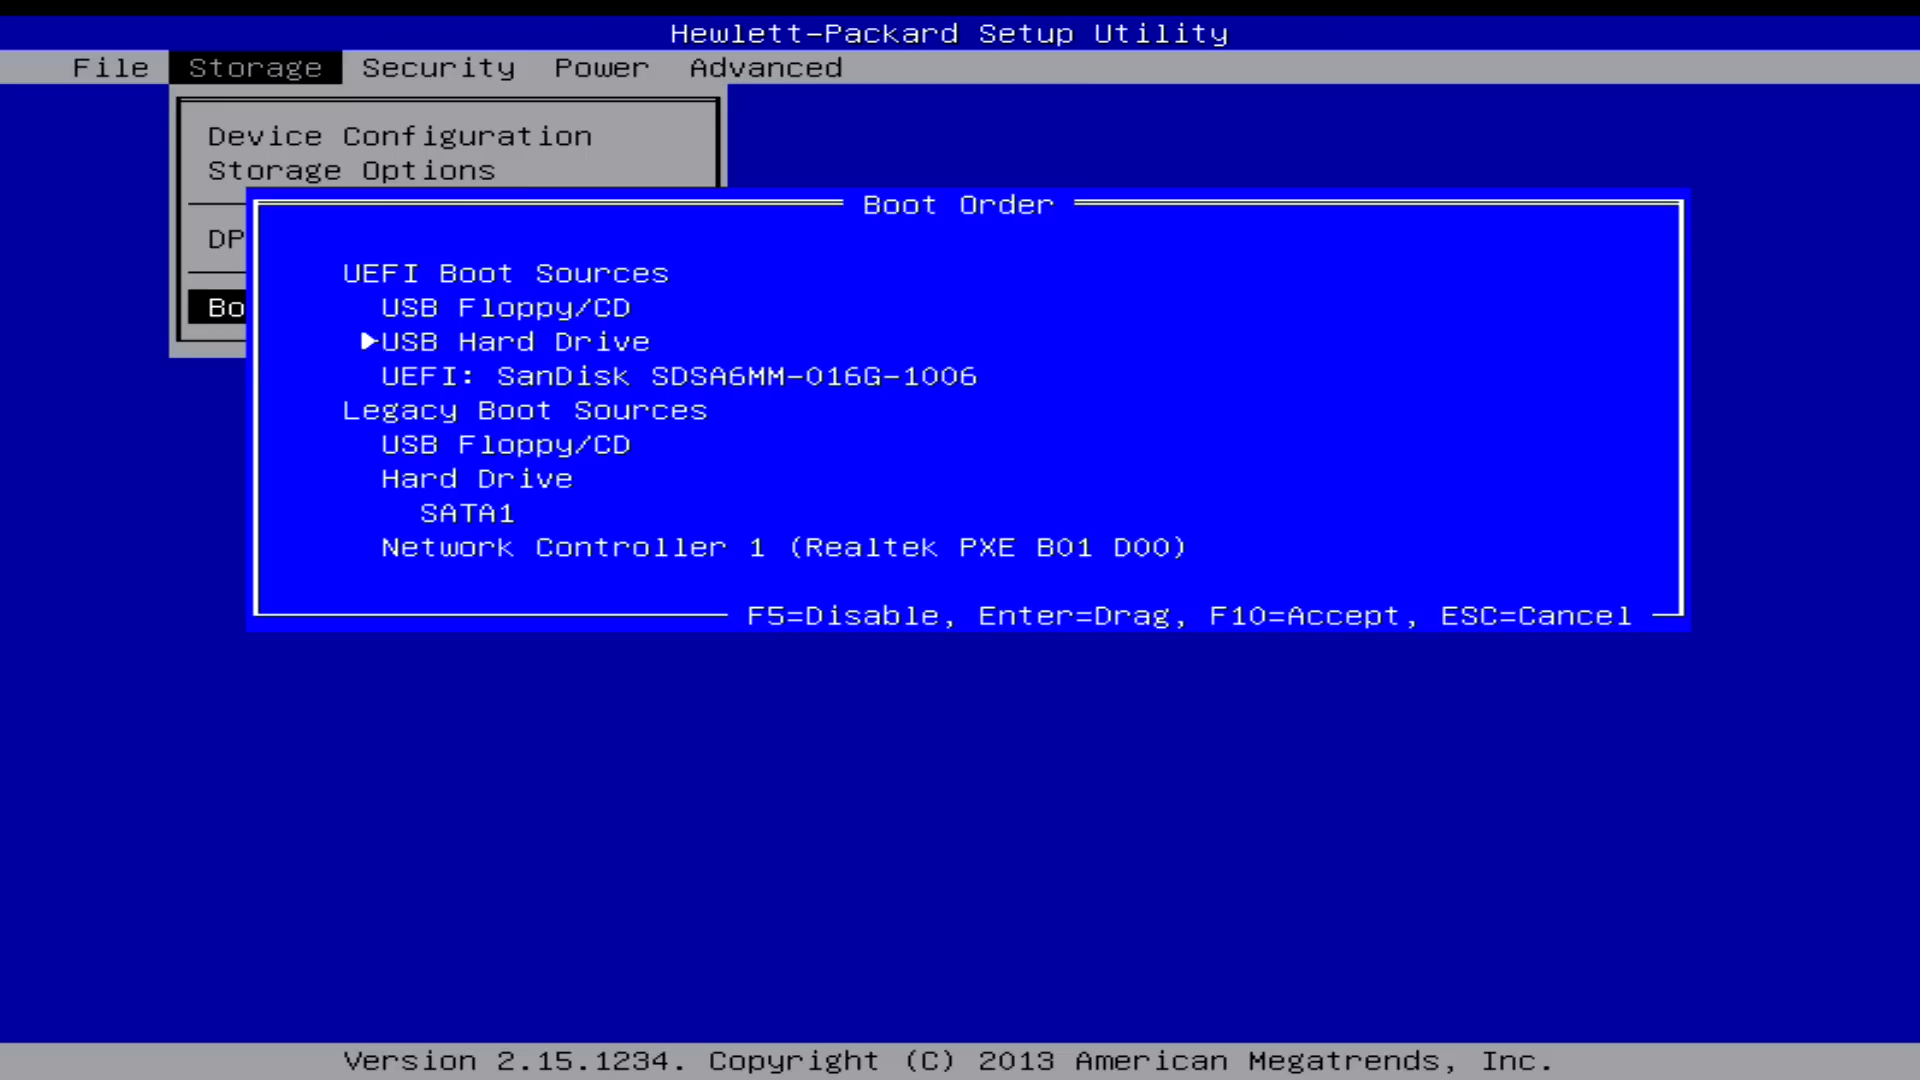 Hewlett-Packard Setup Utility
File Storage Security Power Advanced
Device Configuration
Storage Options
DP
Bo
Boot Order
UEFI Boot Sources
USB Floppy/CD
►USB Hard Drive
UEFI: SanDisk SDSA6MM-016G-1006
Legacy Boot Sources
USB Floppy/CD
Hard Drive
SATA1
Network Controller 1 (Realtek PXE B01 D00)
F5=Disable, Enter=Drag, F10=Accept, ESC=Cancel
Version 2.15.1234. Copyright (C) 2013 American Megatrends, Inc.